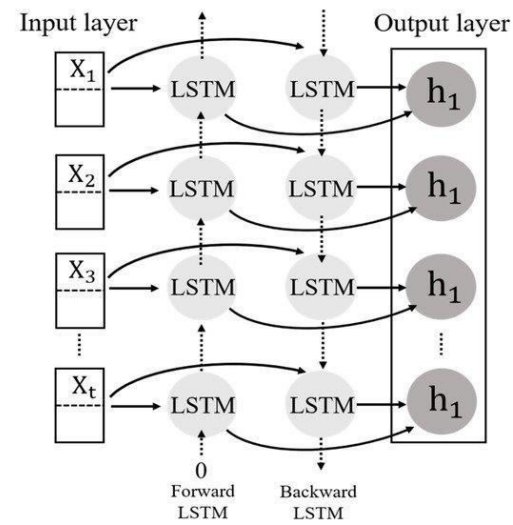 Input layer
Output layer
X₁
LSTM
LSTM
h₁
X₂
LSTM
LSTM
h₁
X₃
LSTM
LSTM
h₁
Xₜ
LSTM
LSTM
h₁
0
Forward
LSTM
Backward
LSTM